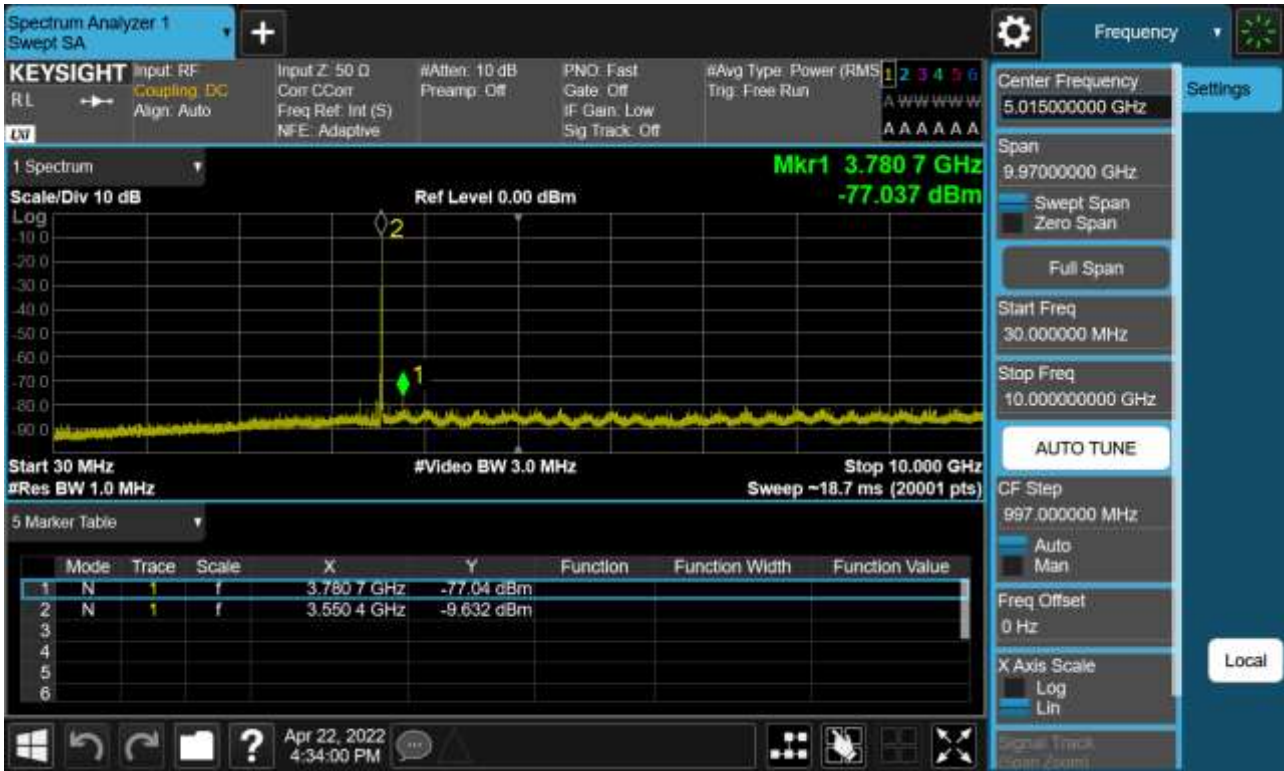 Spectrum Analyzer 1
Swept SA
+
Frequency
KEYSIGHT
RL
LXI
Input: RF
Coupling: DC
Align: Auto
Input Z: 50 Ω
Corr CCorr
Freq Ref: Int (S)
NFE: Adaptive
#Atten: 10 dB
Preamp: Off
PNO: Fast
Gate: Off
IF Gain: Low
Sig Track: Off
#Avg Type: Power (RMS
Trig: Free Run
1 2 3 4 5 6
A W W W W W
A A A A A A
1 Spectrum
Scale/Div 10 dB
Ref Level 0.00 dBm
Mkr1 3.780 7 GHz
-77.037 dBm
Log
-10.0
-20.0
-30.0
-40.0
-50.0
-60.0
-70.0
-80.0
-90.0
2
1
Start 30 MHz
#Video BW 3.0 MHz
Stop 10.000 GHz
#Res BW 1.0 MHz
Sweep ~18.7 ms (20001 pts)
5 Marker Table
Mode Trace Scale X Y Function Function Width Function Value
1 N 1 f 3.780 7 GHz -77.04 dBm
2 N 1 f 3.550 4 GHz -9.632 dBm
3
4
5
6
Apr 22, 2022
4:34:00 PM
?
Center Frequency
5.015000000 GHz
Settings
Span
9.97000000 GHz
Swept Span
Zero Span
Full Span
Start Freq
30.000000 MHz
Stop Freq
10.000000000 GHz
AUTO TUNE
CF Step
997.000000 MHz
Auto
Man
Freq Offset
0 Hz
X Axis Scale
Log
Lin
Local
Signal Track
(Span Zoom)